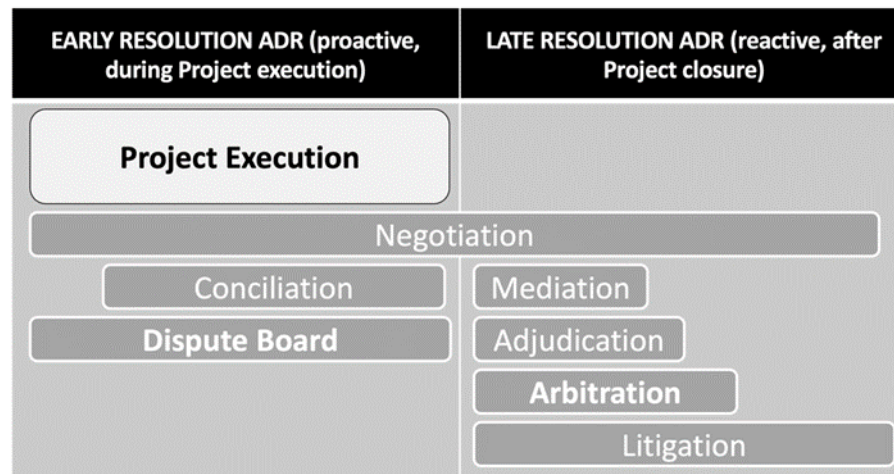 EARLY RESOLUTION ADR (proactive,
during Project execution)
LATE RESOLUTION ADR (reactive, after
Project closure)
Project Execution
Negotiation
Conciliation
Mediation
Dispute Board
Adjudication
Arbitration
Litigation